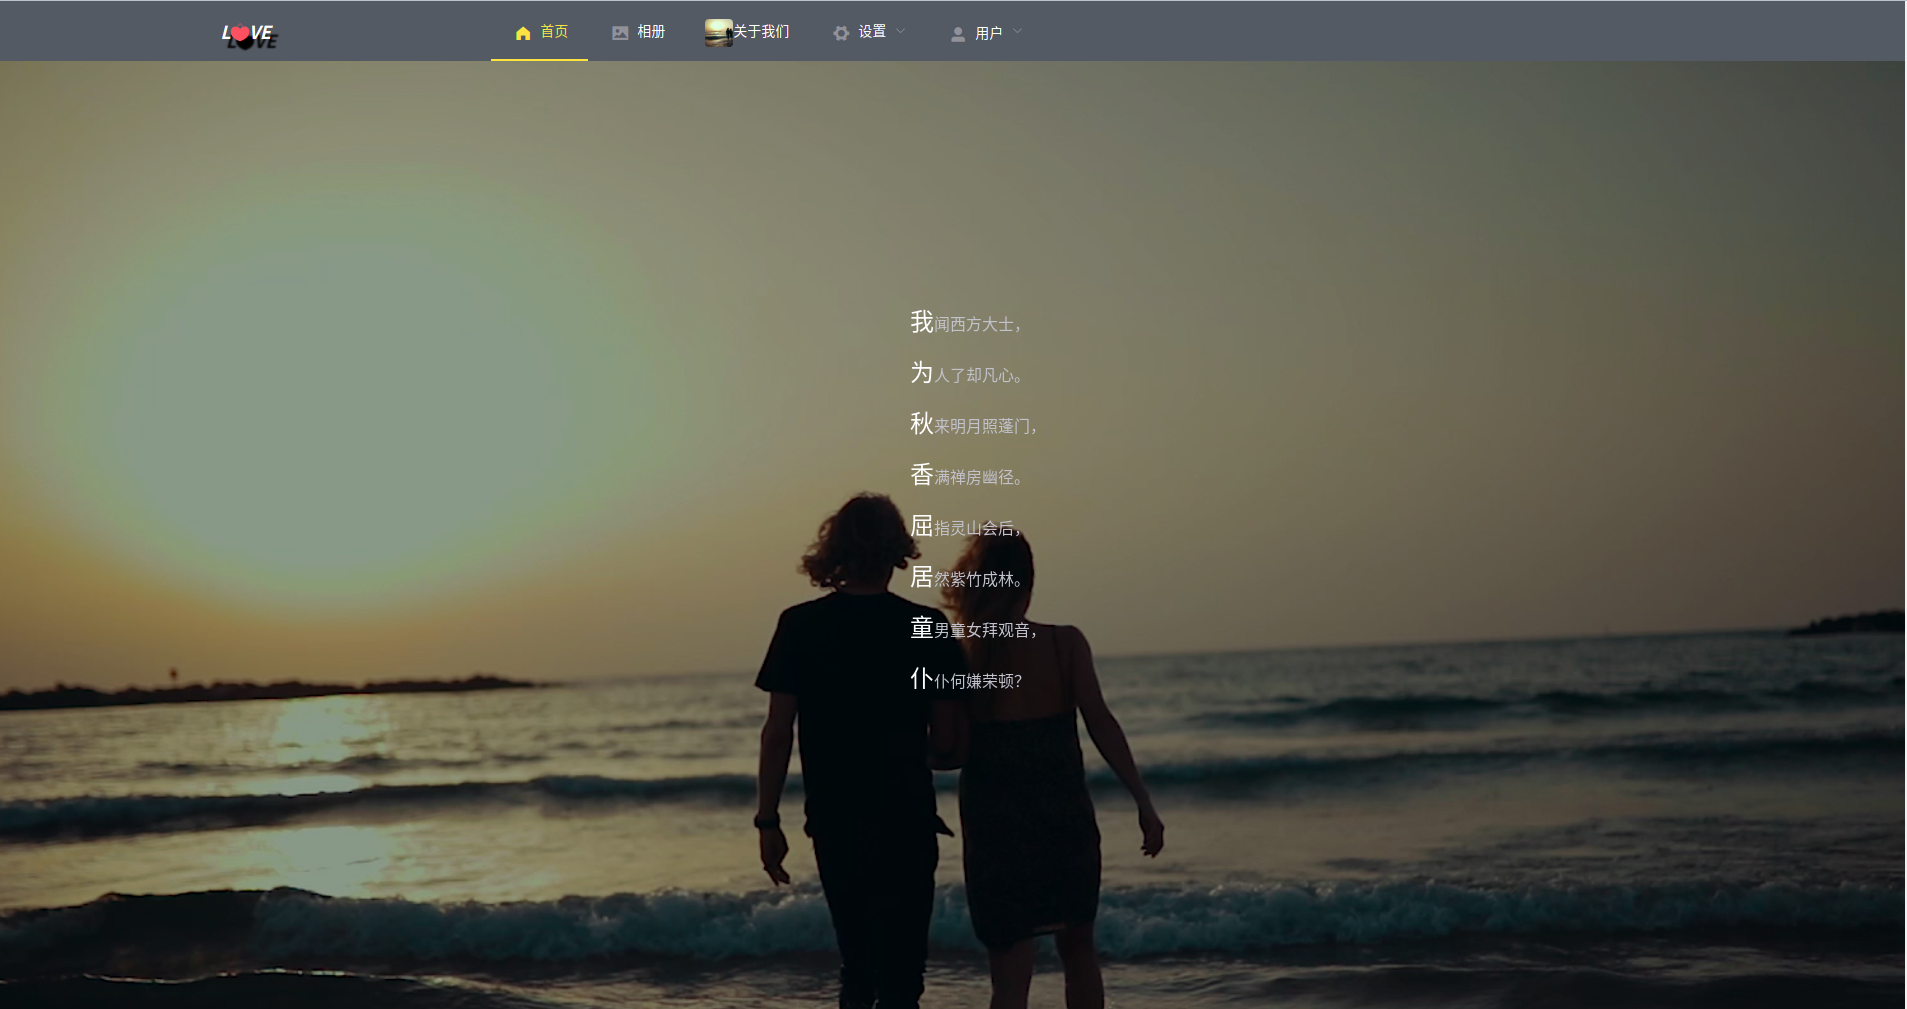 LOVE
首页
相册
关于我们
设置
用户
我闻西方大士，
为人了却凡心。
秋来明月照蓬门，
香满禅房幽径。
屈指灵山会后，
居然紫竹成林。
童男童女拜观音，
仆仆何嫌荣顿？